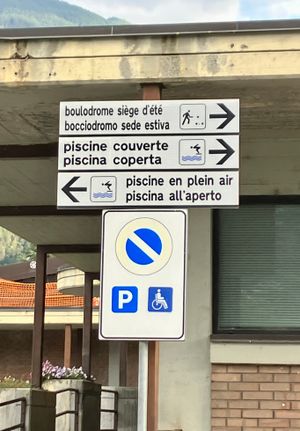 boulodrome siège d'été
bocciodromo sede estiva
piscine couverte
piscina coperta
piscine en plein air
piscina all'aperto
P